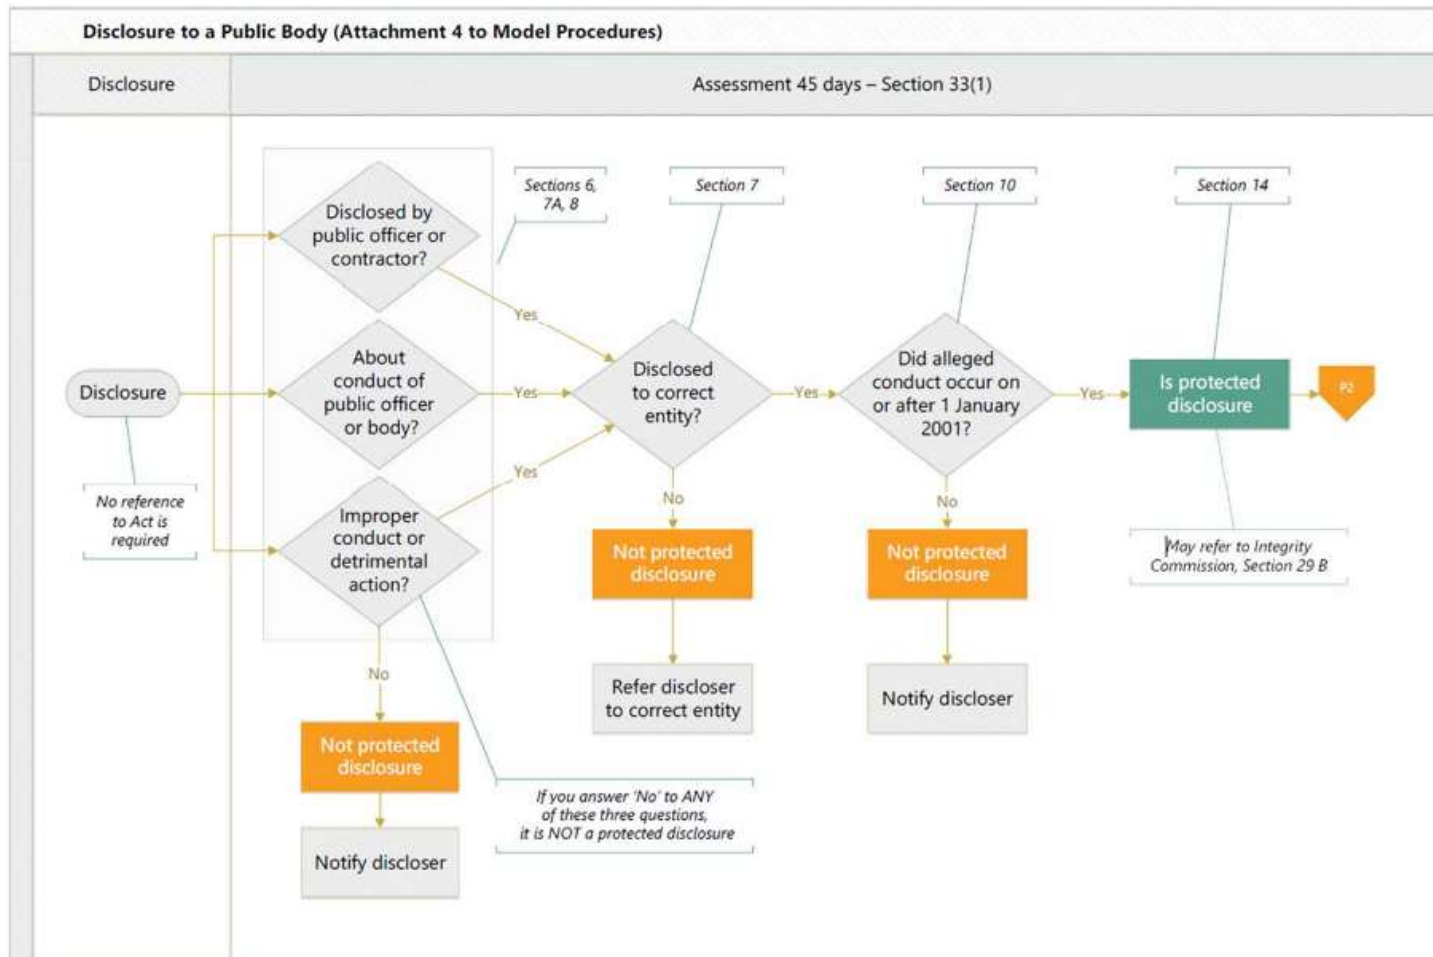 Disclosure to a Public Body (Attachment 4 to Model Procedures)
Disclosure
Assessment 45 days – Section 33(1)
Disclosed by
public officer or
contractor?
Sections 6,
7A, 8
Section 7
Section 10
Section 14
Yes
Disclosure
About
conduct of
public officer
or body?
Yes
Disclosed
to correct
entity?
Yes
Did alleged
conduct occur on
or after 1 January
2001?
Yes
Is protected
disclosure
P2
No reference
to Act is
required
Yes
Improper
conduct or
detrimental
action?
No
Not protected
disclosure
No
Not protected
disclosure
May refer to Integrity
Commission, Section 29 B
No
Not protected
disclosure
Refer discloser
to correct entity
Notify discloser
If you answer 'No' to ANY
of these three questions,
it is NOT a protected disclosure
Notify discloser